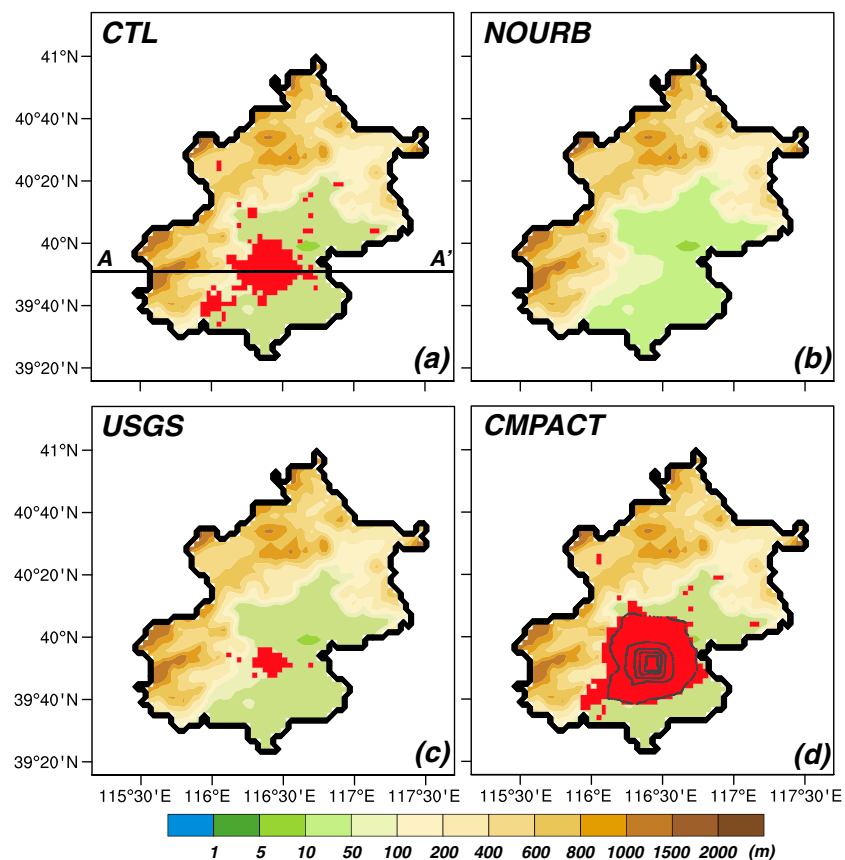 CTL
NOURB
41°N
40°40'N
40°20'N
40°N
39°40'N
39°20'N
A A'
(a)
(b)
USGS
CMPACT
41°N
40°40'N
40°20'N
40°N
39°40'N
39°20'N
(c)
(d)
115°30'E 116°E 116°30'E 117°E 117°30'E
115°30'E 116°E 116°30'E 117°E 117°30'E
1 5 10 50 100 200 400 600 800 1000 1500 2000 (m)